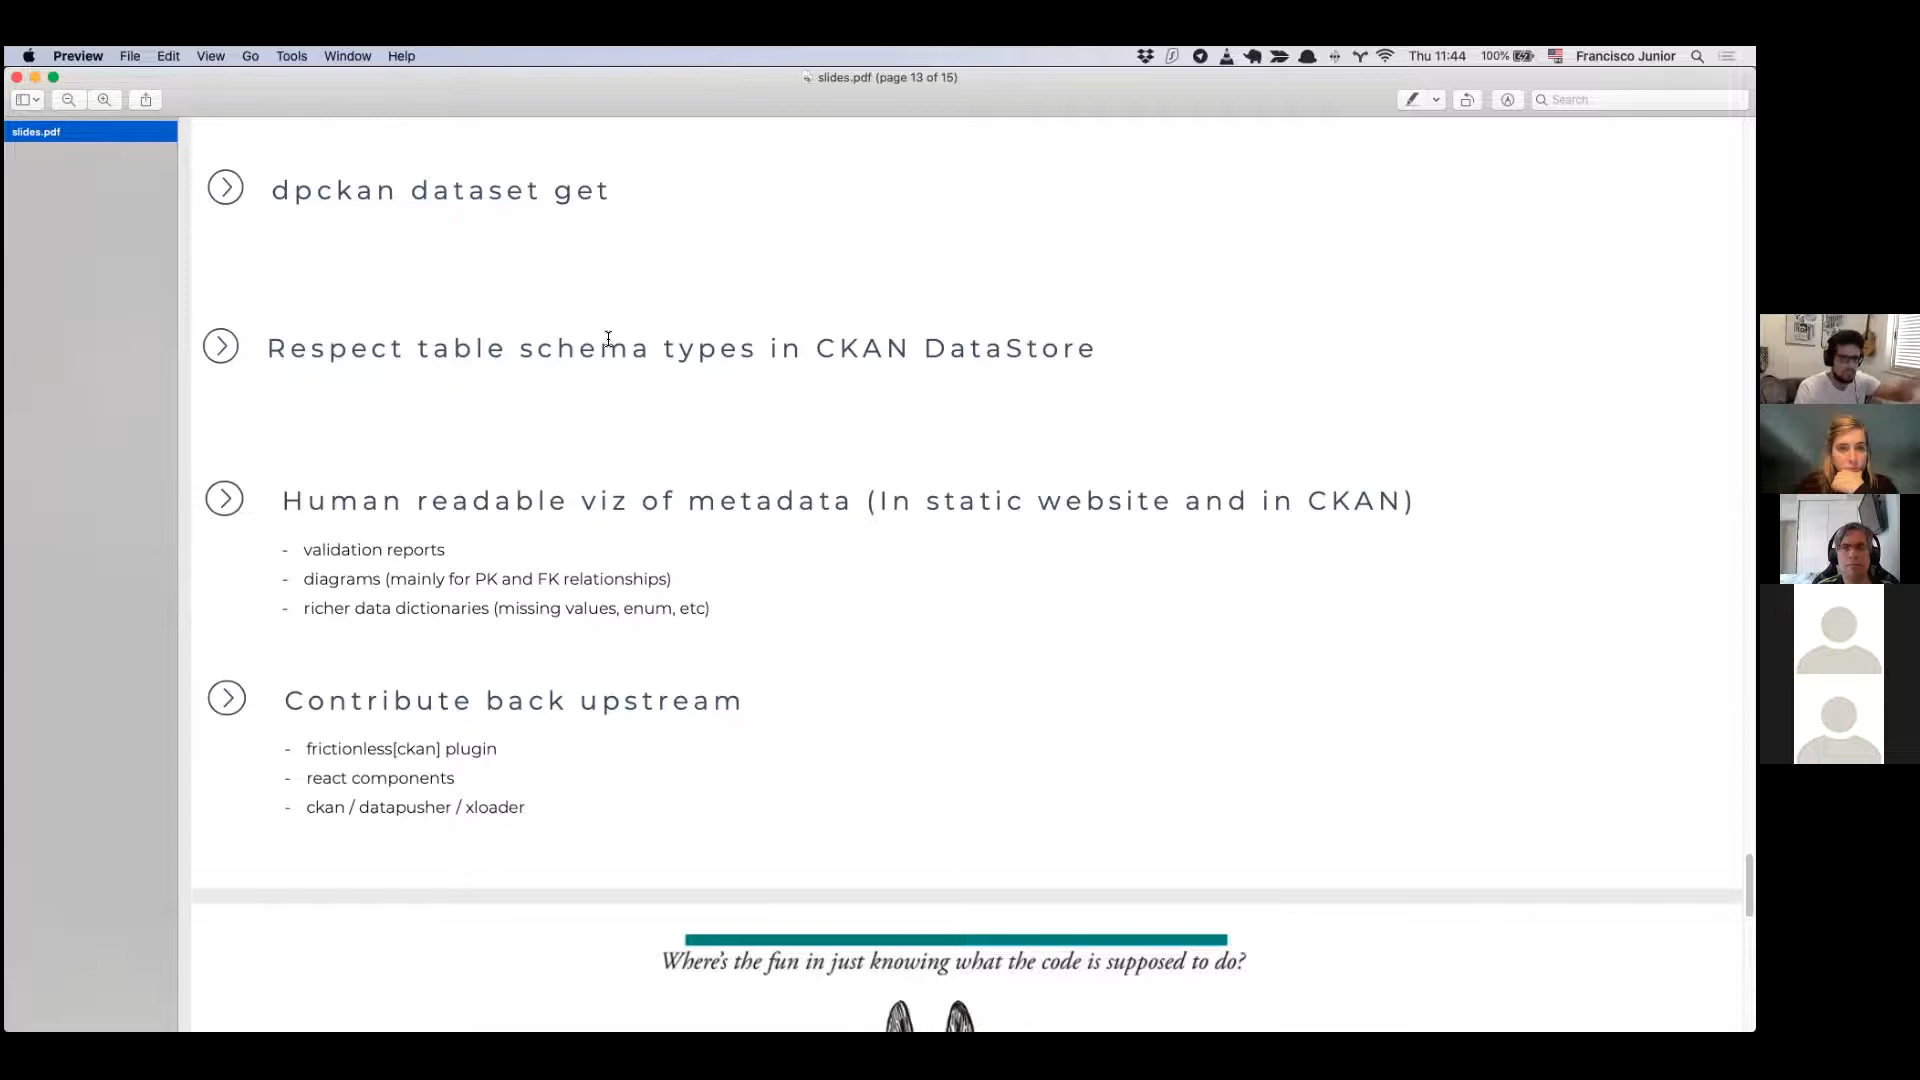 Preview File Edit View Go Tools Window Help Thu 11:44 100% Francisco Junior
slides.pdf (page 13 of 15)
Search
slides.pdf
dpckan dataset get
Respect table schema types in CKAN DataStore
Human readable viz of metadata (In static website and in CKAN)
- validation reports
- diagrams (mainly for PK and FK relationships)
- richer data dictionaries (missing values, enum, etc)
Contribute back upstream
- frictionless[ckan] plugin
- react components
- ckan / datapusher / xloader
Where's the fun in just knowing what the code is supposed to do?